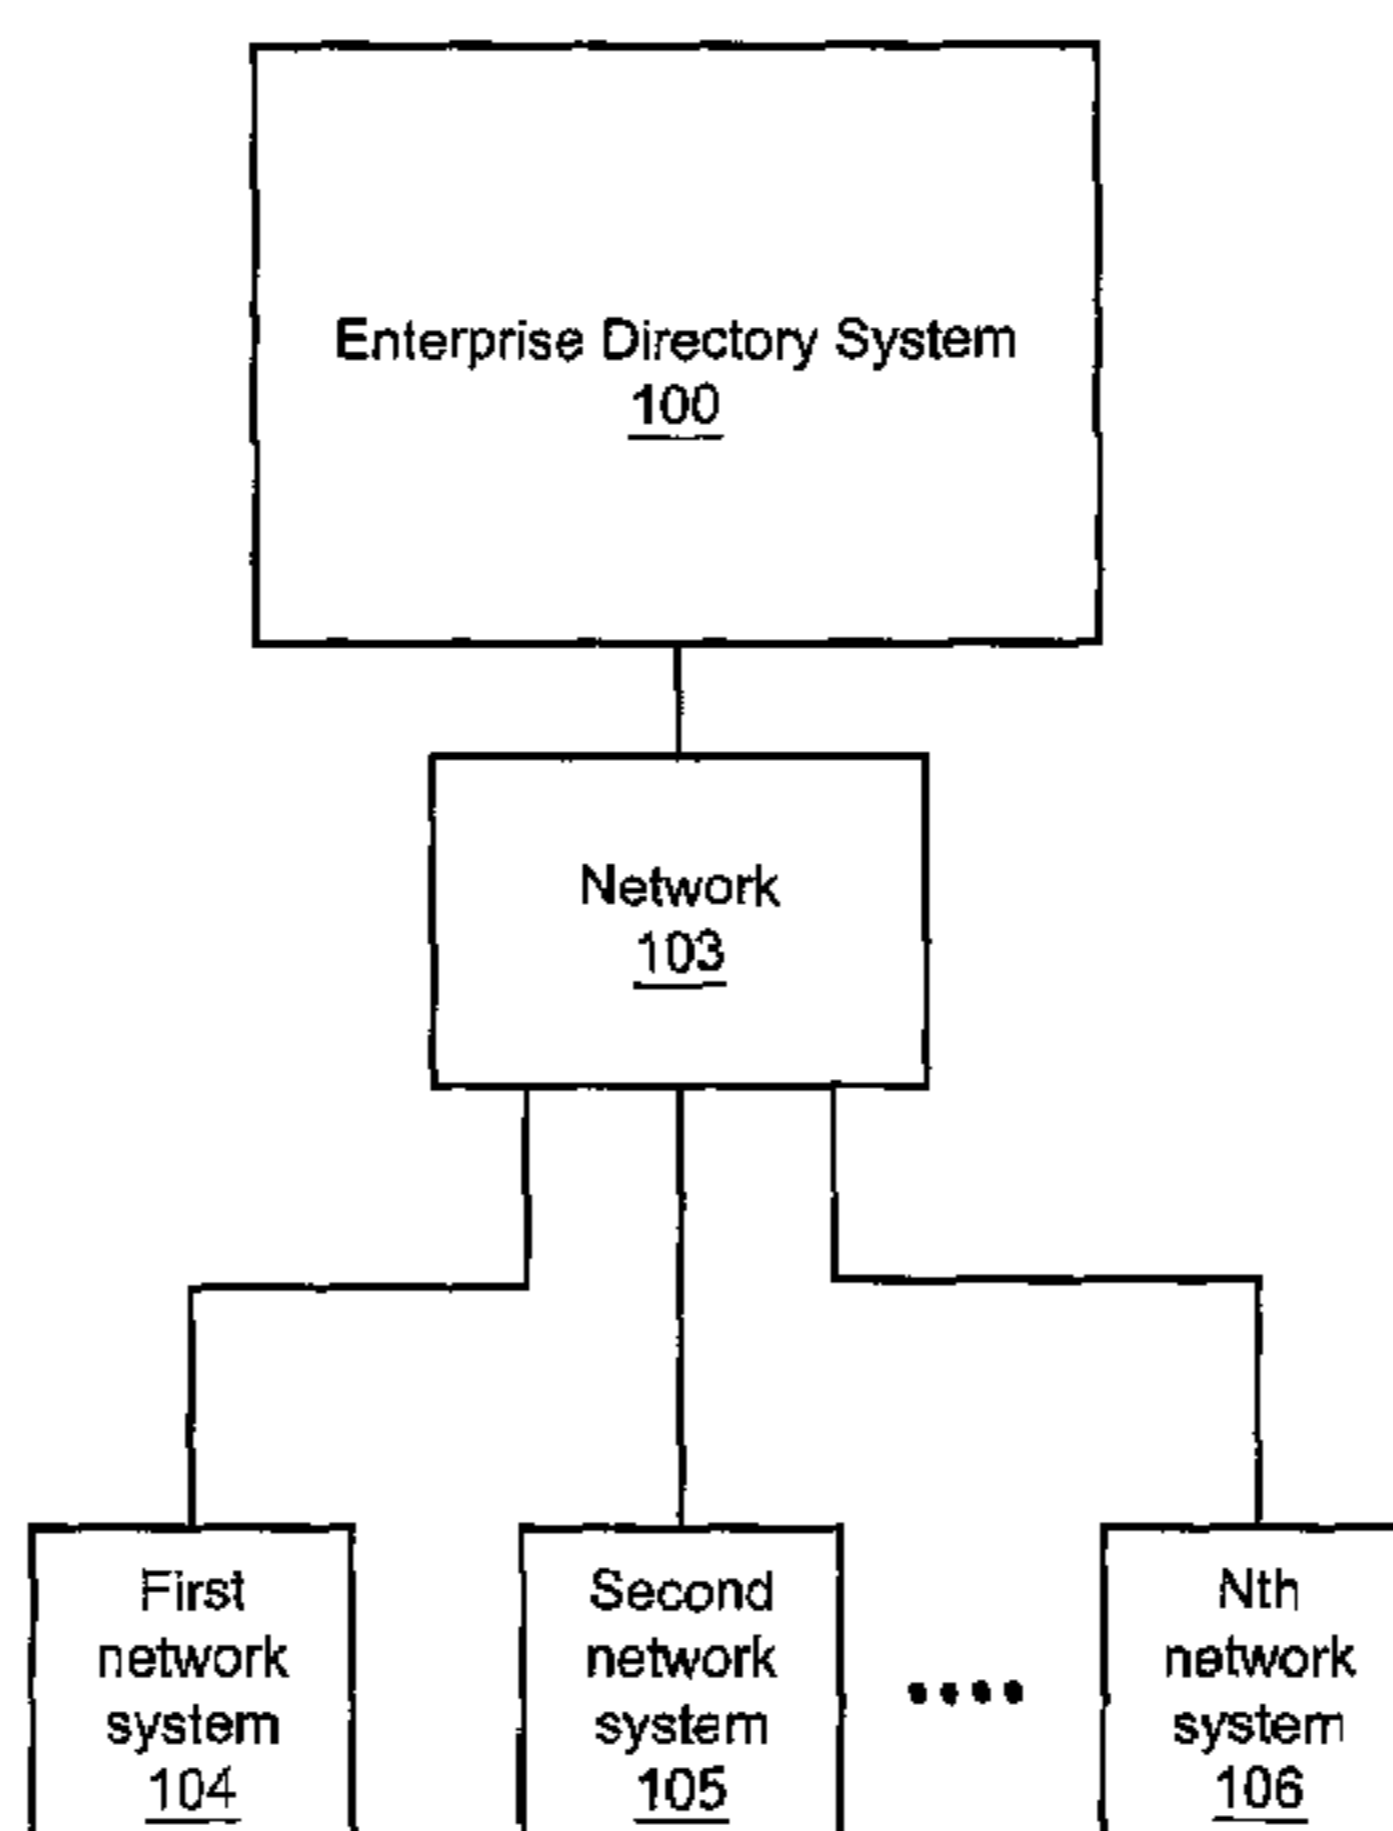 Enterprise Directory System
100
Network
103
First
network
system
104
Second
network
system
105
Nth
network
system
106